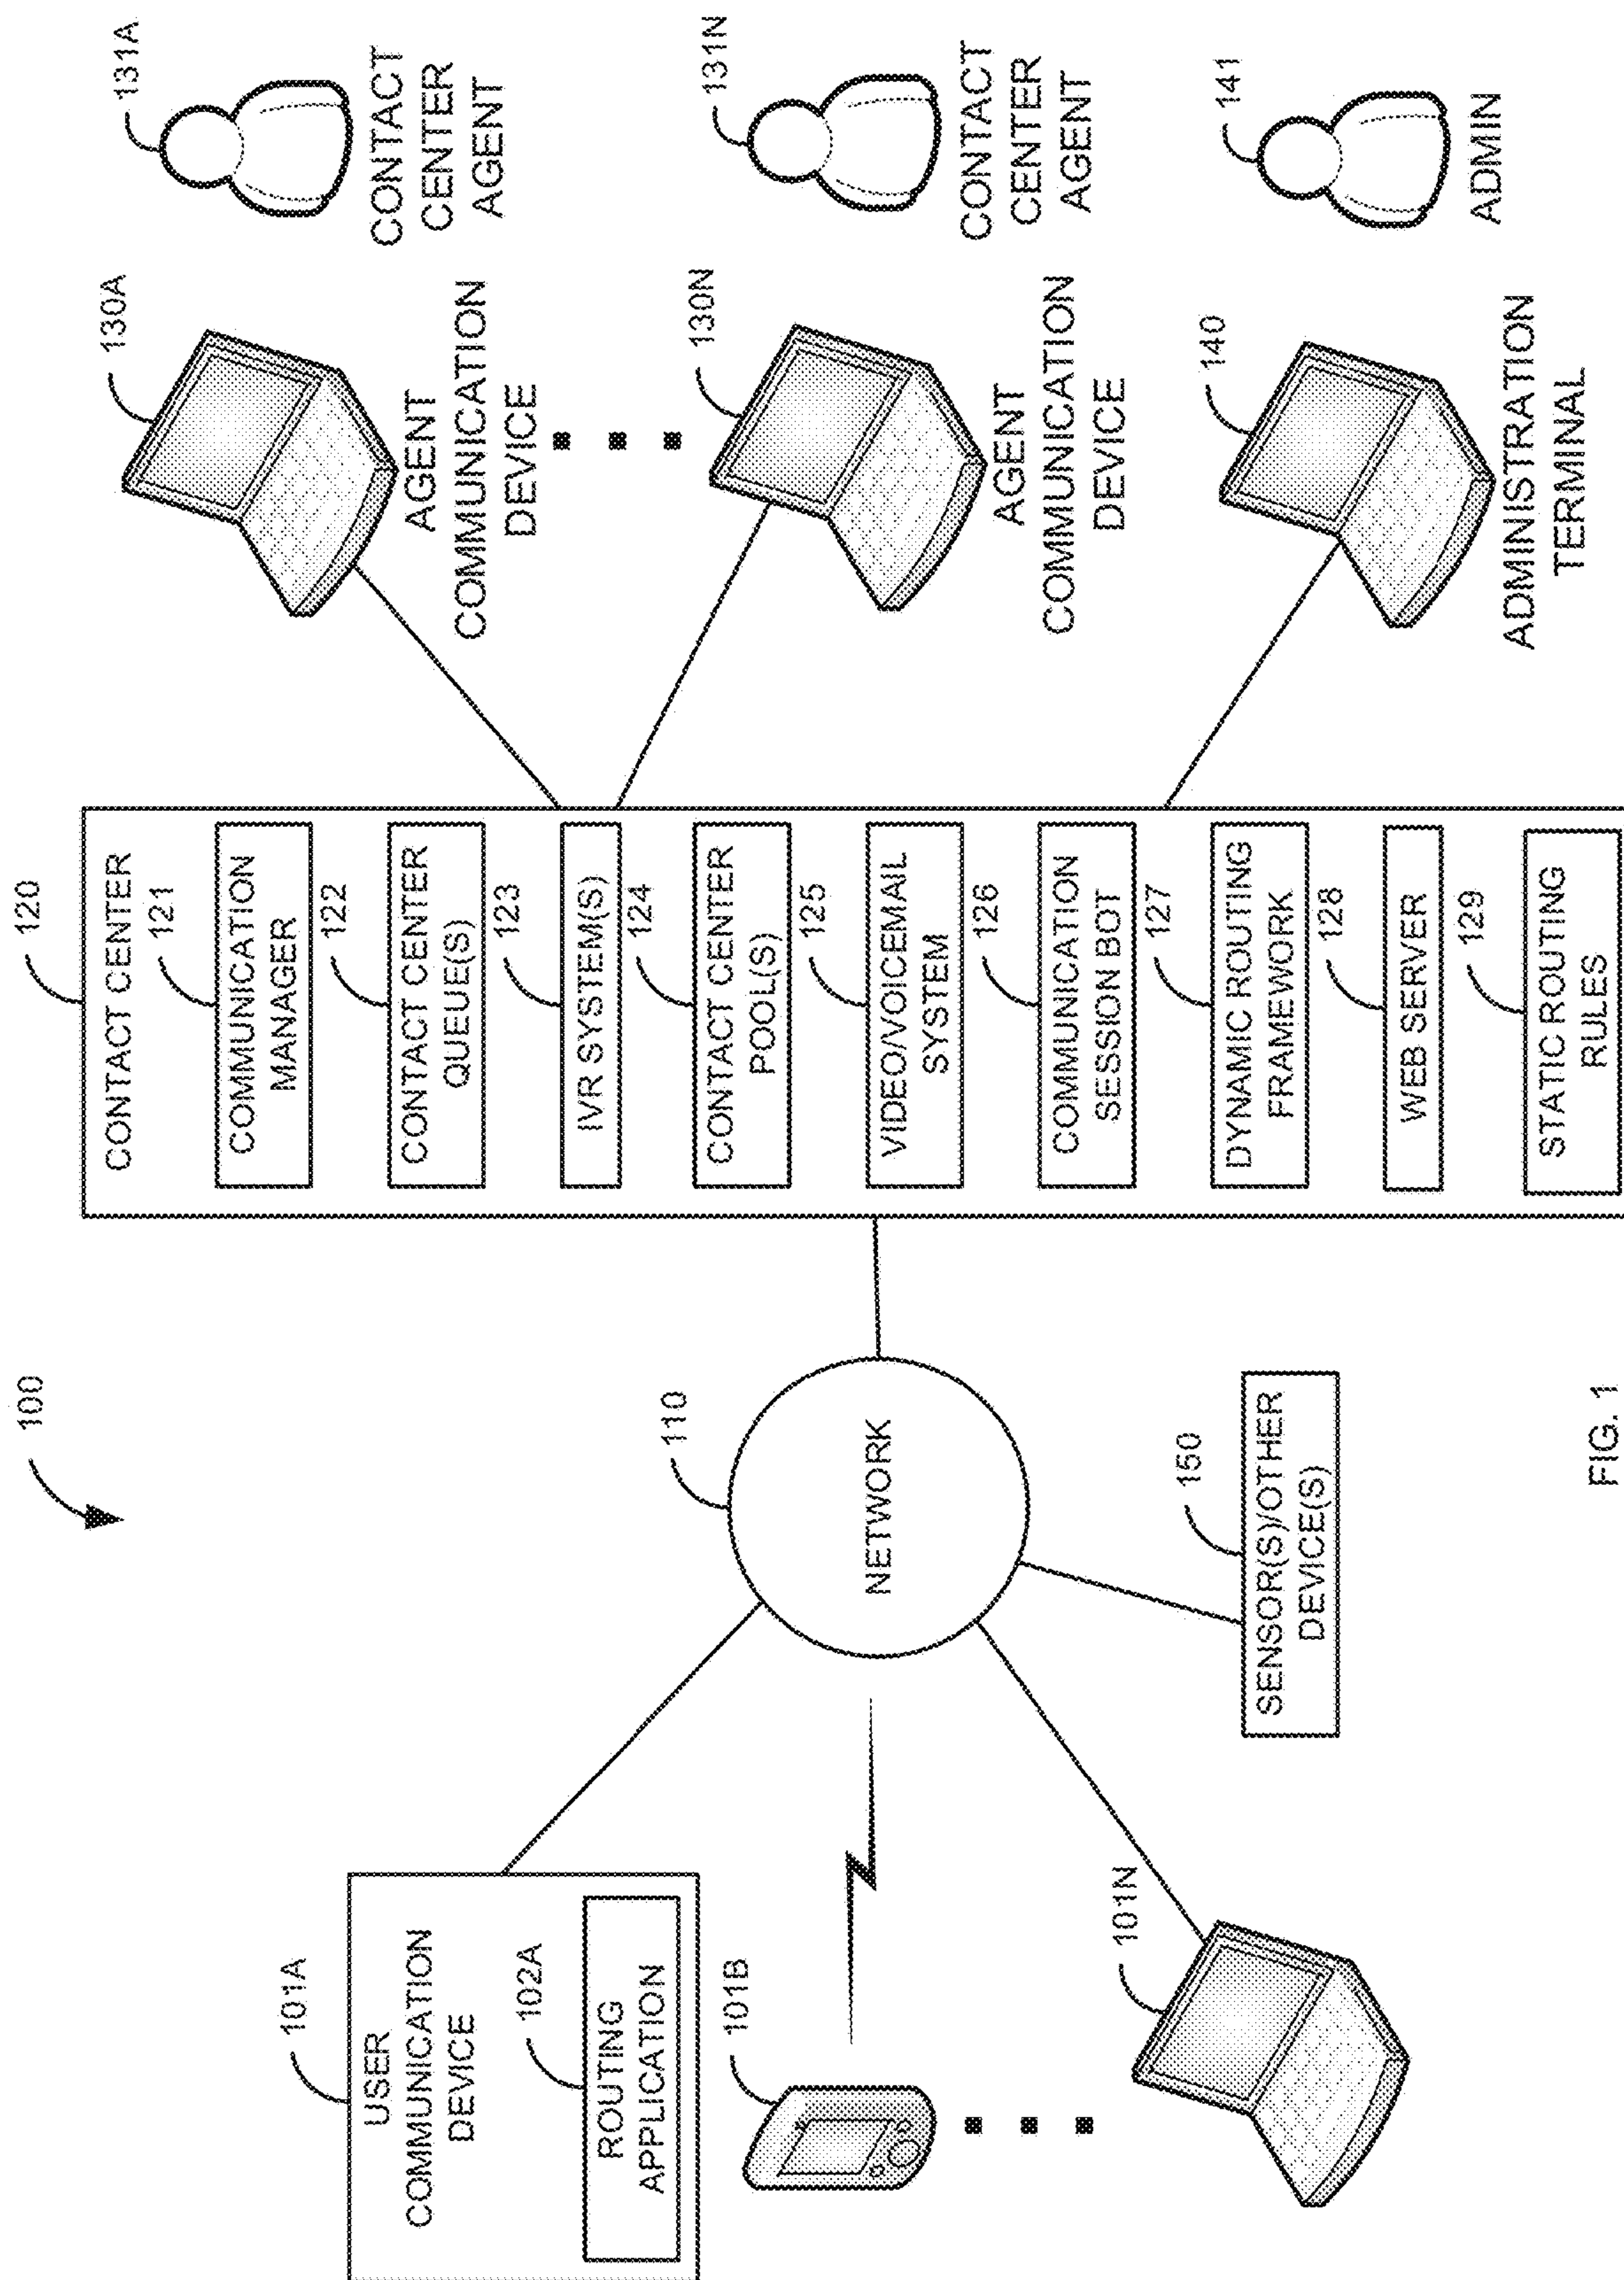 100
101A
USER
COMMUNICATION
DEVICE
102A
ROUTING
APPLICATION
101B
101N
110
NETWORK
150
SENSOR(S)/OTHER
DEVICE(S)
120
CONTACT CENTER
121
COMMUNICATION
MANAGER
122
CONTACT CENTER
QUEUE(S)
123
IVR SYSTEM(S)
124
CONTACT CENTER
POOL(S)
125
VIDEO/VOICEMAIL
SYSTEM
126
COMMUNICATION
SESSION BOT
127
DYNAMIC ROUTING
FRAMEWORK
128
WEB SERVER
129
STATIC ROUTING
RULES
130A
AGENT
COMMUNICATION
DEVICE
131A
CONTACT
CENTER
AGENT
130N
AGENT
COMMUNICATION
DEVICE
131N
CONTACT
CENTER
AGENT
140
ADMINISTRATION
TERMINAL
141
ADMIN
FIG. 1